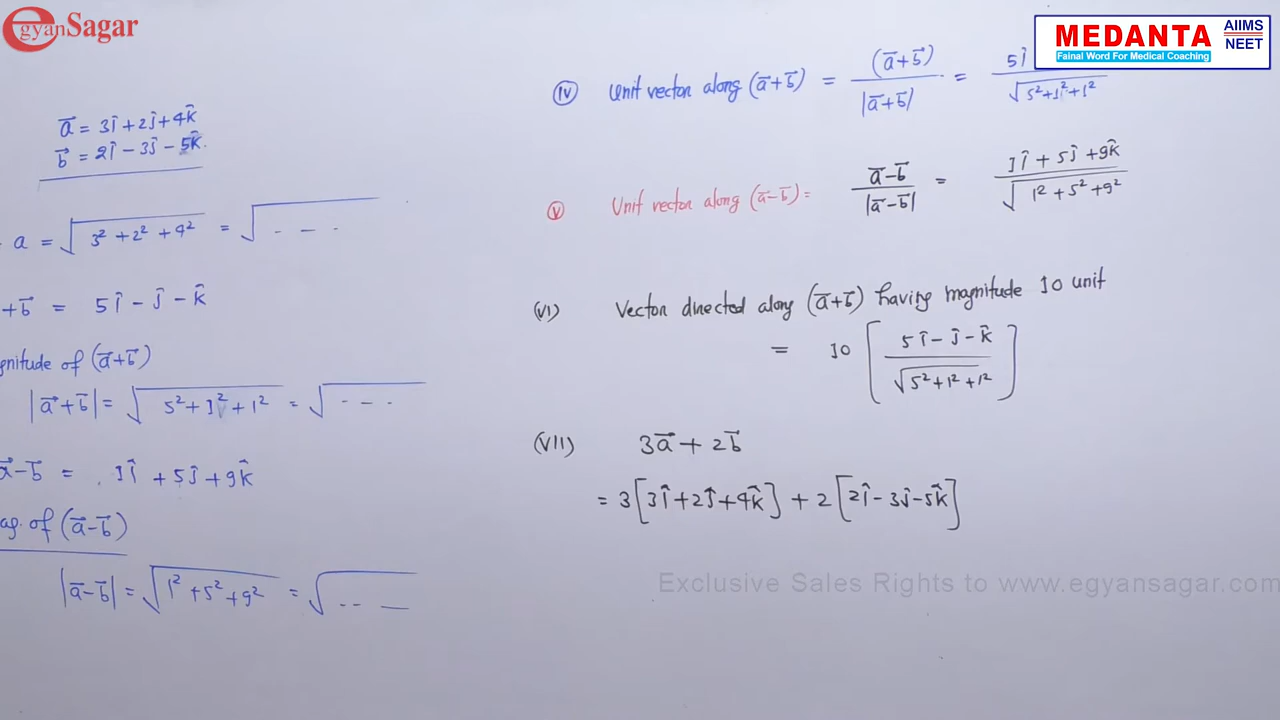 egyanSagar
MEDANTA AIIMS NEET
Fainal Word For Medical Coaching
a⃗ = 3î + 2ĵ + 4k̂
b⃗ = 2î - 3ĵ - 5k̂
a = √(3² + 2² + 4²) = √(- - -)
+ b⃗ = 5î - ĵ - k̂
gnitude of (a⃗+b⃗)
|a⃗+b⃗| = √(5² + 1² + 1²) = √(- - -)
a⃗-b⃗ = 1î + 5ĵ + 9k̂
ag. of (a⃗-b⃗)
|a⃗-b⃗| = √(1² + 5² + 9²) = √(- - -)
(iv) Unit vector along (a⃗+b⃗) = (a⃗+b⃗) / |a⃗+b⃗| = 5î / √(5² + 1² + 1²)
(v) Unit vector along (a⃗-b⃗) = a⃗-b⃗ / |a⃗-b⃗| = 1î + 5ĵ + 9k̂ / √(1² + 5² + 9²)
(vi) Vector directed along (a⃗+b⃗) having magnitude 10 unit
= 10 [5î - ĵ - k̂ / √(5² + 1² + 1²)]
(vii) 3a⃗ + 2b⃗
= 3[3î + 2ĵ + 4k̂] + 2[2î - 3ĵ - 5k̂]
Exclusive Sales Rights to www.egyansagar.com